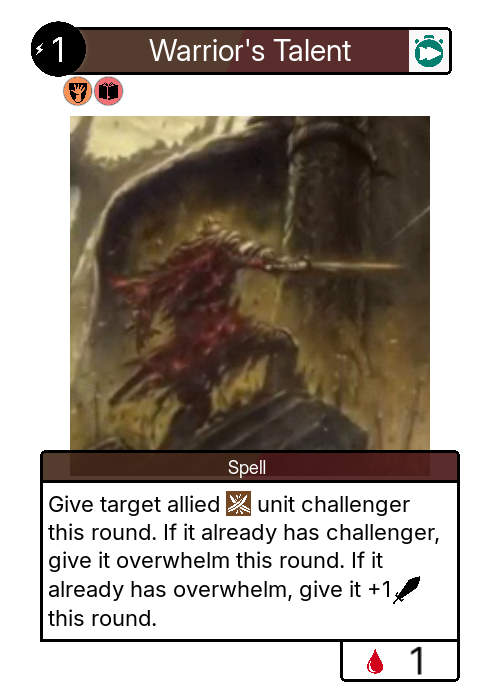 1 Warrior's Talent
Spell
Give target allied unit challenger
this round. If it already has challenger,
give it overwhelm this round. If it
already has overwhelm, give it +1
this round.
1